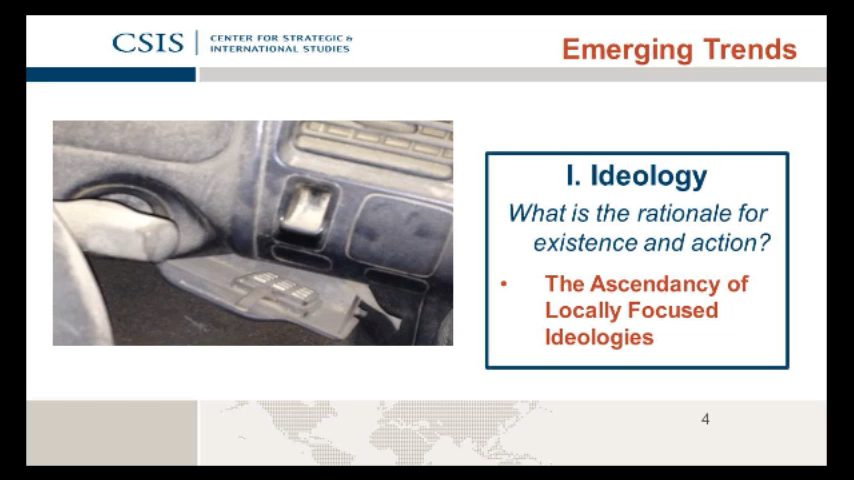 CSIS
CENTER FOR STRATEGIC &
INTERNATIONAL STUDIES
Emerging Trends
I. Ideology
What is the rationale for
existence and action?
• The Ascendancy of
Locally Focused
Ideologies
4